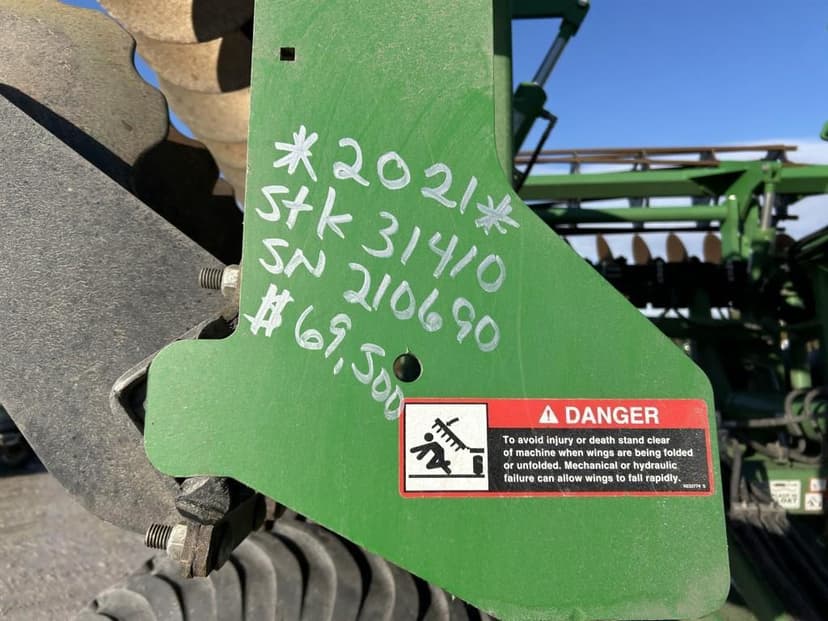 *2021*
Stk 31410
SN 210690
$69,500
DANGER
To avoid injury or death stand clear
of machine when wings are being folded
or unfolded. Mechanical or hydraulic
failure can allow wings to fall rapidly.